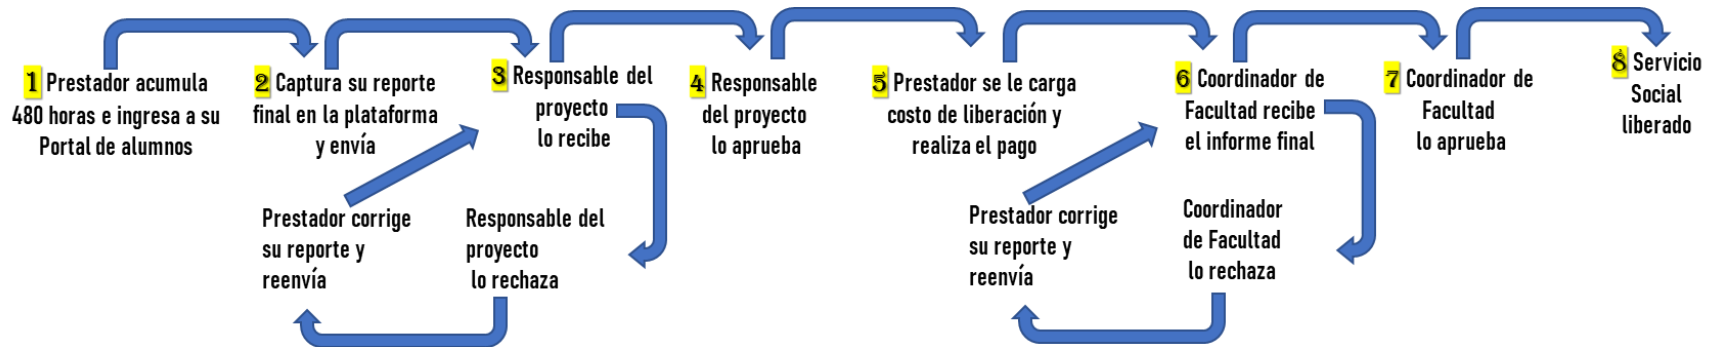 1 Prestador acumula
480 horas e ingresa a su
Portal de alumnos
2 Captura su reporte
final en la plataforma
y envía
3 Responsable del
proyecto
lo recibe
4 Responsable
del proyecto
lo aprueba
5 Prestador se le carga
costo de liberación y
realiza el pago
6 Coordinador de
Facultad recibe
el informe final
7 Coordinador de
Facultad
lo aprueba
8 Servicio
Social
liberado
Prestador corrige
su reporte y
reenvía
Responsable del
proyecto
lo rechaza
Prestador corrige
su reporte y
reenvía
Coordinador
de Facultad
lo rechaza